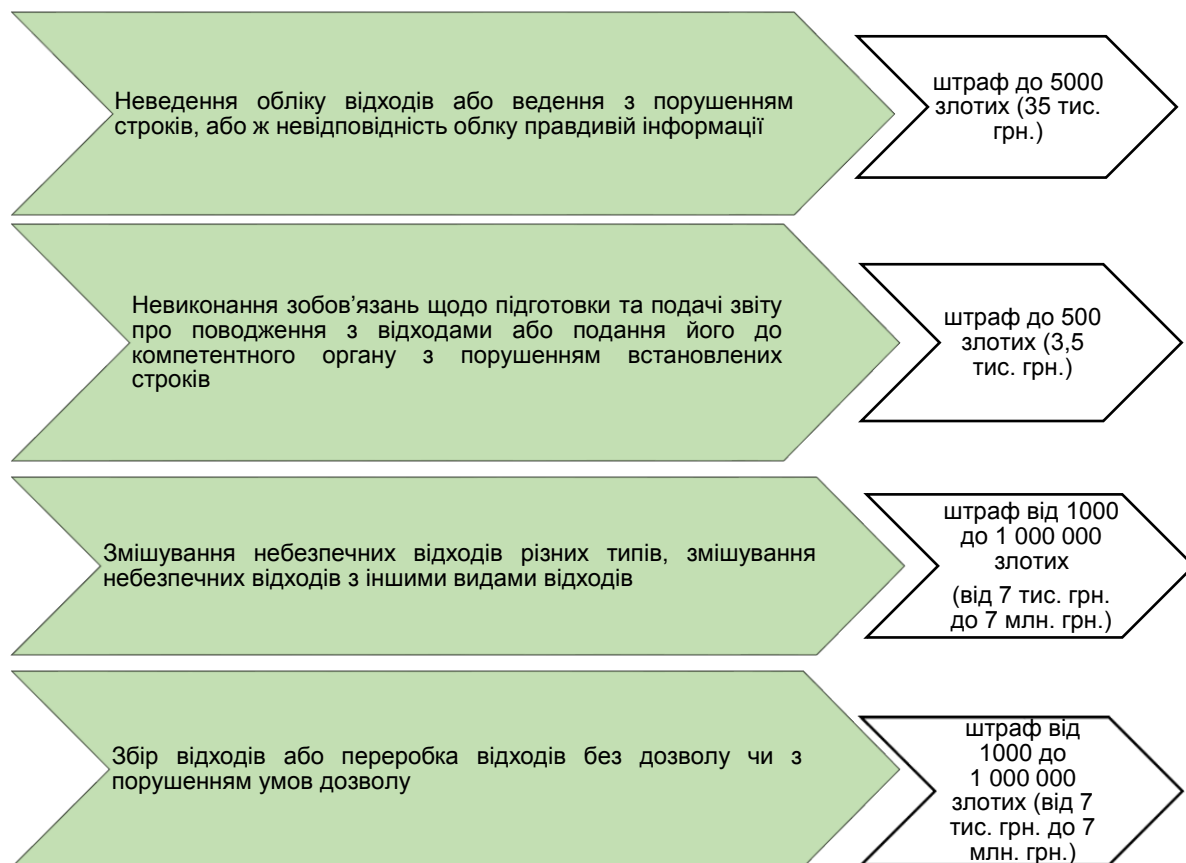 Неведення обліку відходів або ведення з порушенням
строків, або ж невідповідність облку правдивій інформації
штраф до 5000
злотих (35 тис.
грн.)
Невиконання зобов’язань щодо підготовки та подачі звіту
про поводження з відходами або подання його до
компетентного органу з порушенням встановлених
строків
штраф до 500
злотих (3,5
тис. грн.)
Змішування небезпечних відходів різних типів, змішування
небезпечних відходів з іншими видами відходів
штраф від 1000
до 1 000 000
злотих
(від 7 тис. грн.
до 7 млн. грн.)
Збір відходів або переробка відходів без дозволу чи з
порушенням умов дозволу
штраф від
1000 до
1 000 000
злотих (від 7
тис. грн. до 7
млн. грн.)